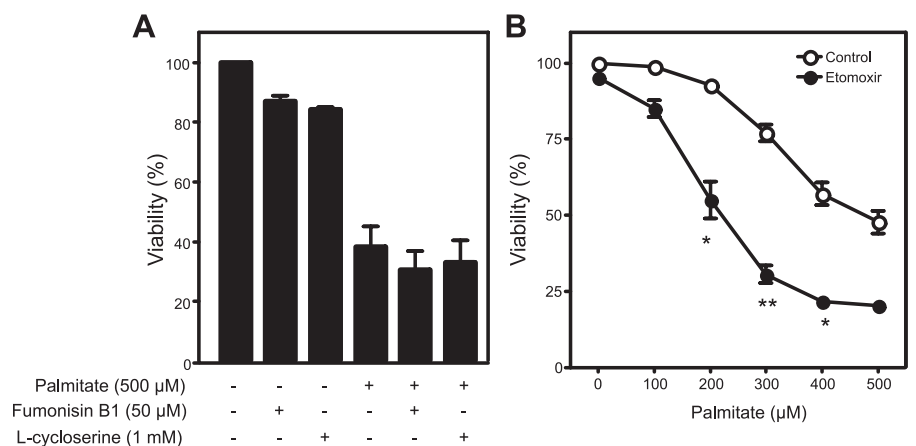 A
Viability (%)
100
80
60
40
20
0
Palmitate (500 µM) - - - + + +
Fumonisin B1 (50 µM) - + - - + -
L-cycloserine (1 mM) - - + - - +
B
Viability (%)
100
75
50
25
0
Control
Etomoxir
*
**
*
0 100 200 300 400 500
Palmitate (µM)